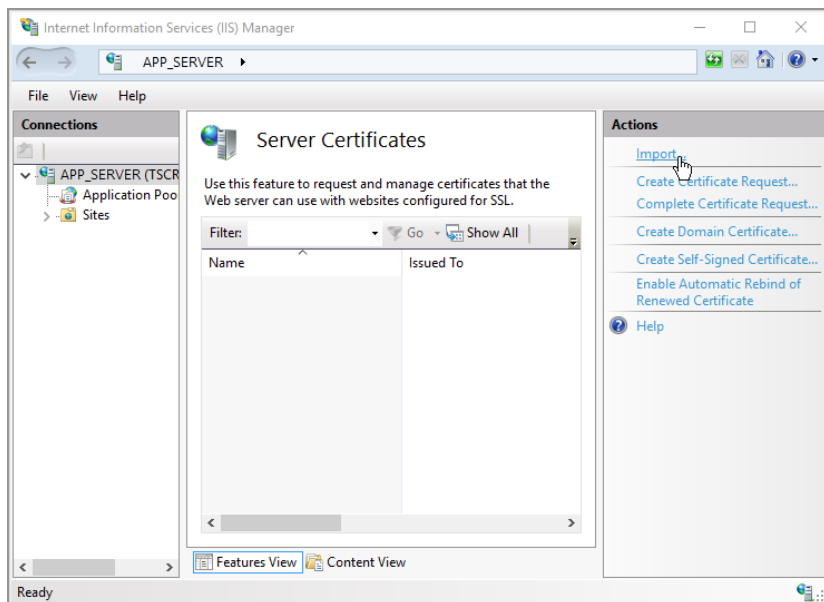 Internet Information Services (IIS) Manager
APP_SERVER
File View Help
Connections
APP_SERVER (TSCR
Application Poo
Sites
Server Certificates
Use this feature to request and manage certificates that the
Web server can use with websites configured for SSL.
Filter: Go Show All
Name Issued To
Features View Content View
Actions
Import...
Create Certificate Request...
Complete Certificate Request...
Create Domain Certificate...
Create Self-Signed Certificate...
Enable Automatic Rebind of
Renewed Certificate
Help
Ready